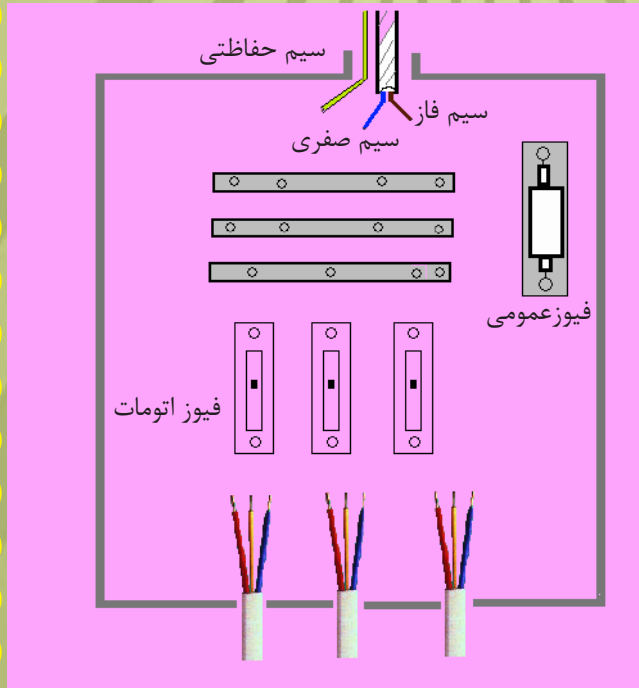 سیم حفاظتی
سیم فاز
سیم صفری
فیوزعمومی
فیوز اتومات